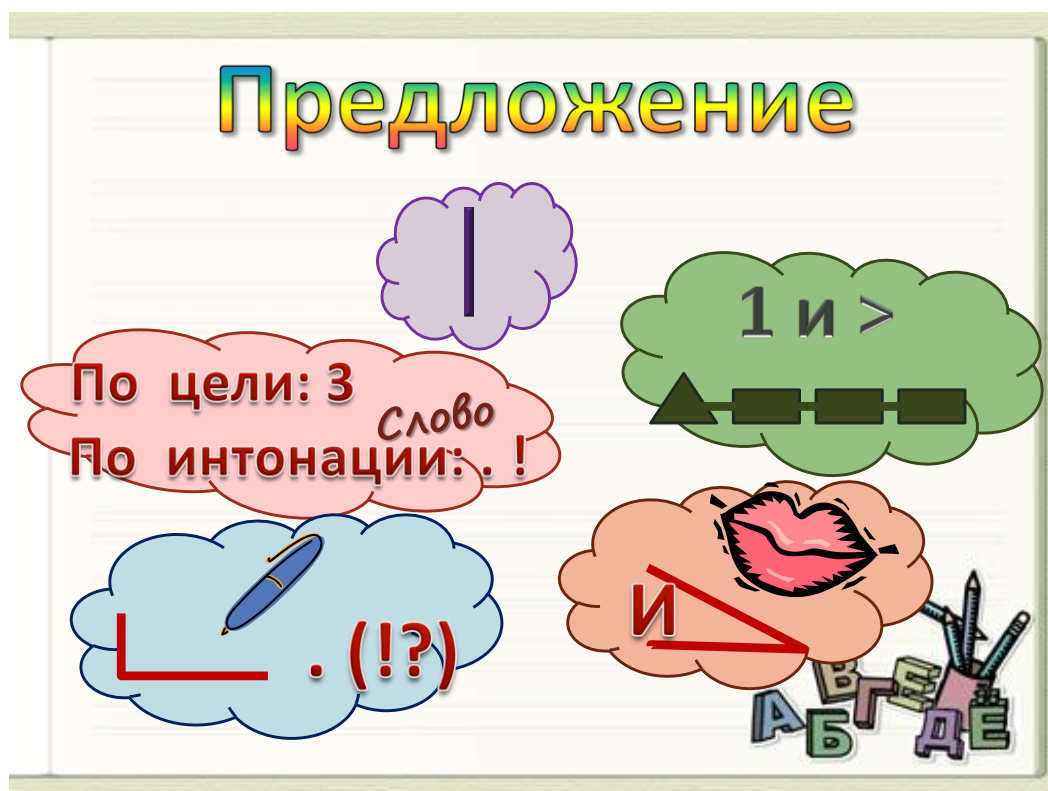 Предложение
1 и >
По цели: 3
Слово
По интонации: . !
. (!?)
И
В Г Е
А Б Д Ё